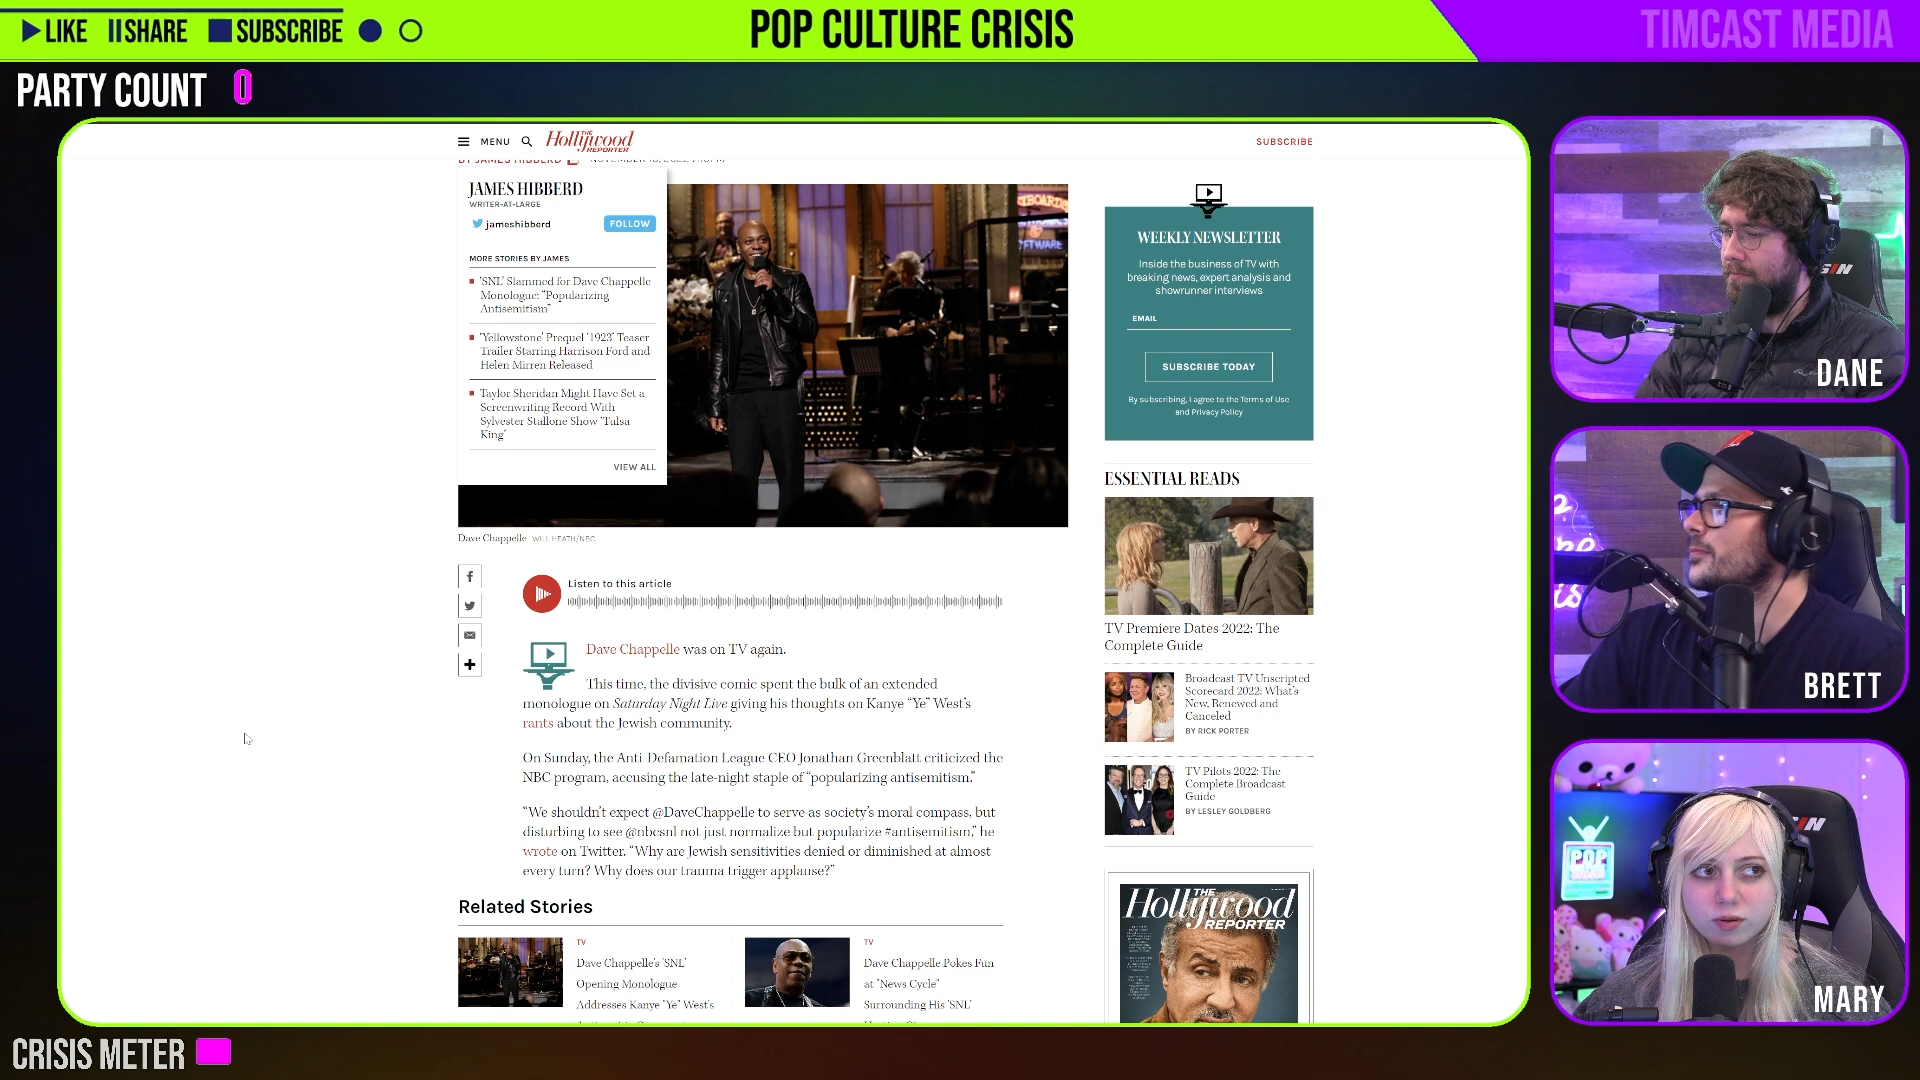 LIKE SHARE SUBSCRIBE
POP CULTURE CRISIS
TIMCAST MEDIA
PARTY COUNT 0
MENU
The Hollywood REPORTER
SUBSCRIBE
BY JAMES HIBBERD
JAMES HIBBERD
WRITER-AT-LARGE
jameshibberd
FOLLOW
MORE STORIES BY JAMES
'SNL' Slammed for Dave Chappelle
Monologue: "Popularizing
Antisemitism"
'Yellowstone' Prequel '1923' Teaser
Trailer Starring Harrison Ford and
Helen Mirren Released
Taylor Sheridan Might Have Set a
Screenwriting Record With
Sylvester Stallone Show 'Tulsa
King'
VIEW ALL
Dave Chappelle WILL HEATH/NBC
Listen to this article
Dave Chappelle was on TV again.
This time, the divisive comic spent the bulk of an extended
monologue on Saturday Night Live giving his thoughts on Kanye "Ye" West's
rants about the Jewish community.
On Sunday, the Anti-Defamation League CEO Jonathan Greenblatt criticized the
NBC program, accusing the late-night staple of "popularizing antisemitism."
"We shouldn't expect @DaveChappelle to serve as society's moral compass, but
disturbing to see @nbcsnl not just normalize but popularize #antisemitism," he
wrote on Twitter. "Why are Jewish sensitivities denied or diminished at almost
every turn? Why does our trauma trigger applause?"
Related Stories
TV
Dave Chappelle's 'SNL'
Opening Monologue
Addresses Kanye "Ye" West's
TV
Dave Chappelle Pokes Fun
at "News Cycle"
Surrounding His 'SNL'
WEEKLY NEWSLETTER
Inside the business of TV with
breaking news, expert analysis and
showrunner interviews
EMAIL
SUBSCRIBE TODAY
By subscribing, I agree to the Terms of Use
and Privacy Policy
ESSENTIAL READS
TV Premiere Dates 2022: The
Complete Guide
Broadcast TV Unscripted
Scorecard 2022: What's
New, Renewed and
Canceled
BY RICK PORTER
TV Pilots 2022: The
Complete Broadcast
Guide
BY LESLEY GOLDBERG
THE
Hollywood
REPORTER
DANE
BRETT
POP
MARY
CRISIS METER